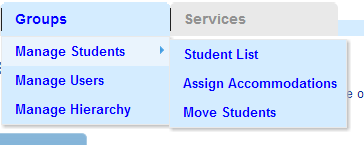 Groups Services
Manage Students
Manage Users
Manage Hierarchy
Student List
Assign Accommodations
Move Students